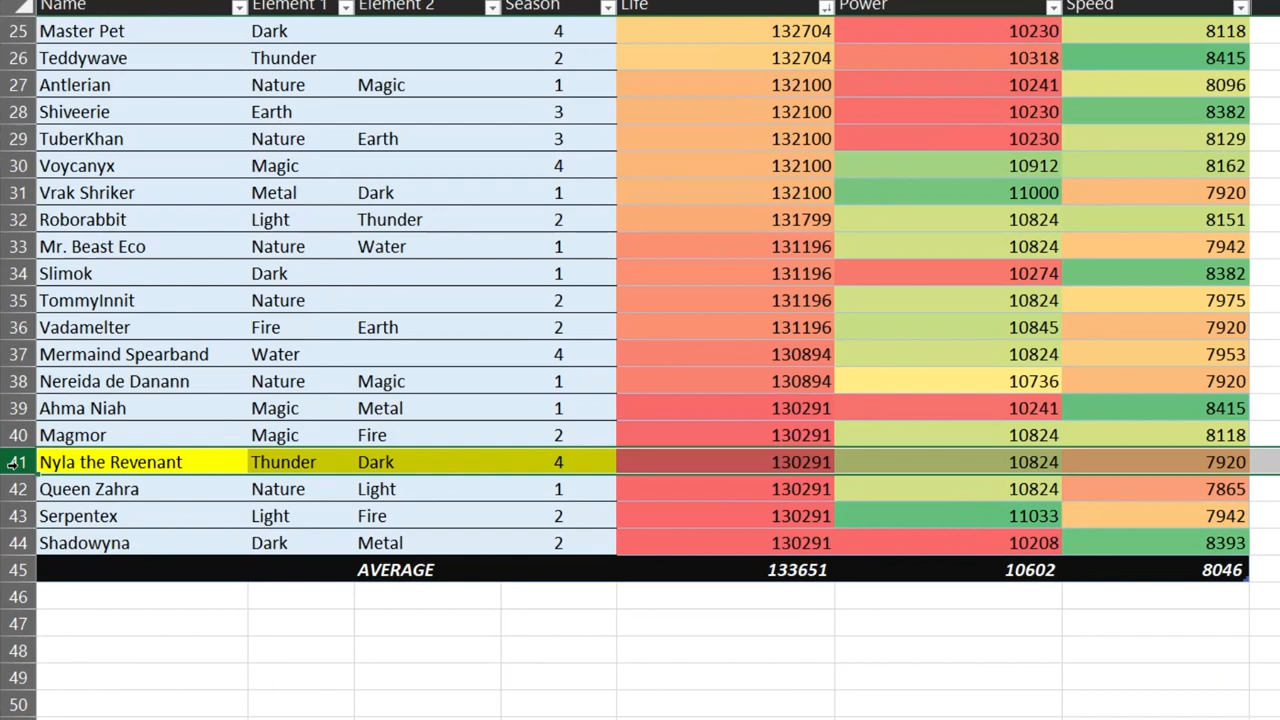 Name Element 1 Element 2 Season Life Power Speed
25 Master Pet Dark 4 132704 10230 8118
26 Teddywave Thunder 2 132704 10318 8415
27 Antlerian Nature Magic 1 132100 10241 8096
28 Shiveerie Earth 3 132100 10230 8382
29 TuberKhan Nature Earth 3 132100 10230 8129
30 Voycanyx Magic 4 132100 10912 8162
31 Vrak Shriker Metal Dark 1 132100 11000 7920
32 Roborabbit Light Thunder 2 131799 10824 8151
33 Mr. Beast Eco Nature Water 1 131196 10824 7942
34 Slimok Dark 1 131196 10274 8382
35 TommyInnit Nature 2 131196 10824 7975
36 Vadamelter Fire Earth 2 131196 10845 7920
37 Mermaind Spearband Water 4 130894 10824 7953
38 Nereida de Danann Nature Magic 1 130894 10736 7920
39 Ahma Niah Magic Metal 1 130291 10241 8415
40 Magmor Magic Fire 2 130291 10824 8118
41 Nyla the Revenant Thunder Dark 4 130291 10824 7920
42 Queen Zahra Nature Light 1 130291 10824 7865
43 Serpentex Light Fire 2 130291 11033 7942
44 Shadowyna Dark Metal 2 130291 10208 8393
45 AVERAGE 133651 10602 8046
46
47
48
49
50